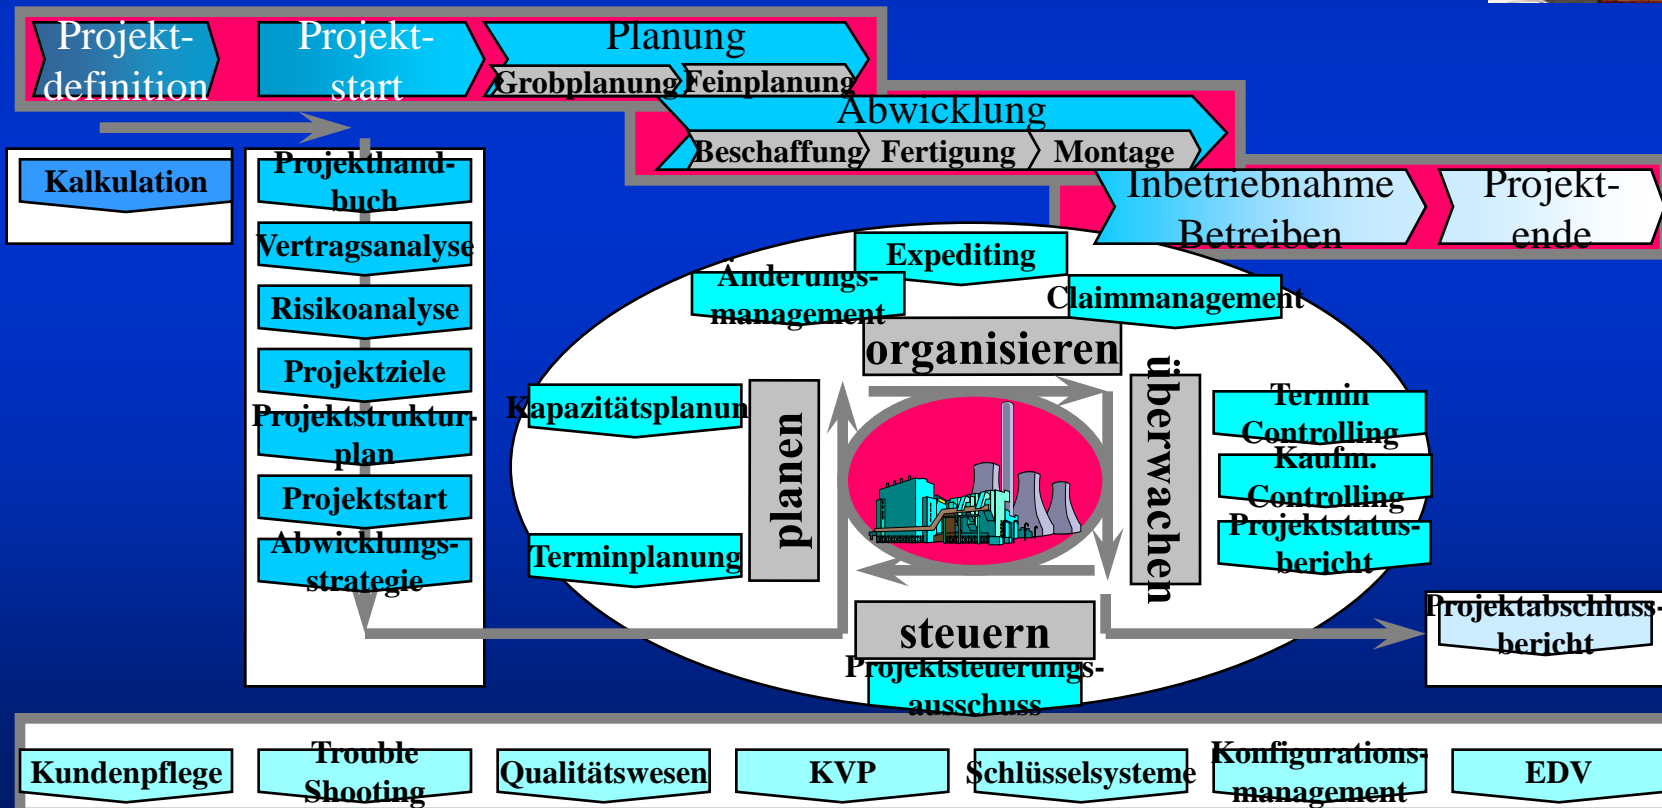 Projekt-
definition
Projekt-
start
Planung
Grobplanung
Feinplanung
Abwicklung
Beschaffung
Fertigung
Montage
Inbetriebnahme
Betreiben
Projekt-
ende
Kalkulation
Projekthand-
buch
Vertragsanalyse
Risikoanalyse
Projektziele
Projektstruktur-
plan
Projektstart
Abwicklungs-
strategie
Expediting
Änderungs-
management
Claimmanagement
organisieren
Kapazitätsplanun
planen
Terminplanung
überwachen
Termin
Controlling
Kaufm.
Controlling
Projektstatus-
bericht
steuern
Projektsteuerungs-
ausschuss
Projektabschluss-
bericht
Kundenpflege
Trouble
Shooting
Qualitätswesen
KVP
Schlüsselsysteme
Konfigurations-
management
EDV